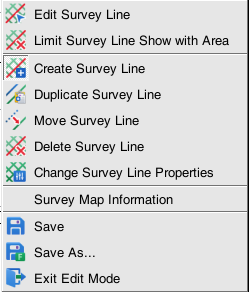 Edit Survey Line
Limit Survey Line Show with Area
Create Survey Line
Duplicate Survey Line
Move Survey Line
Delete Survey Line
Change Survey Line Properties
Survey Map Information
Save
Save As...
Exit Edit Mode